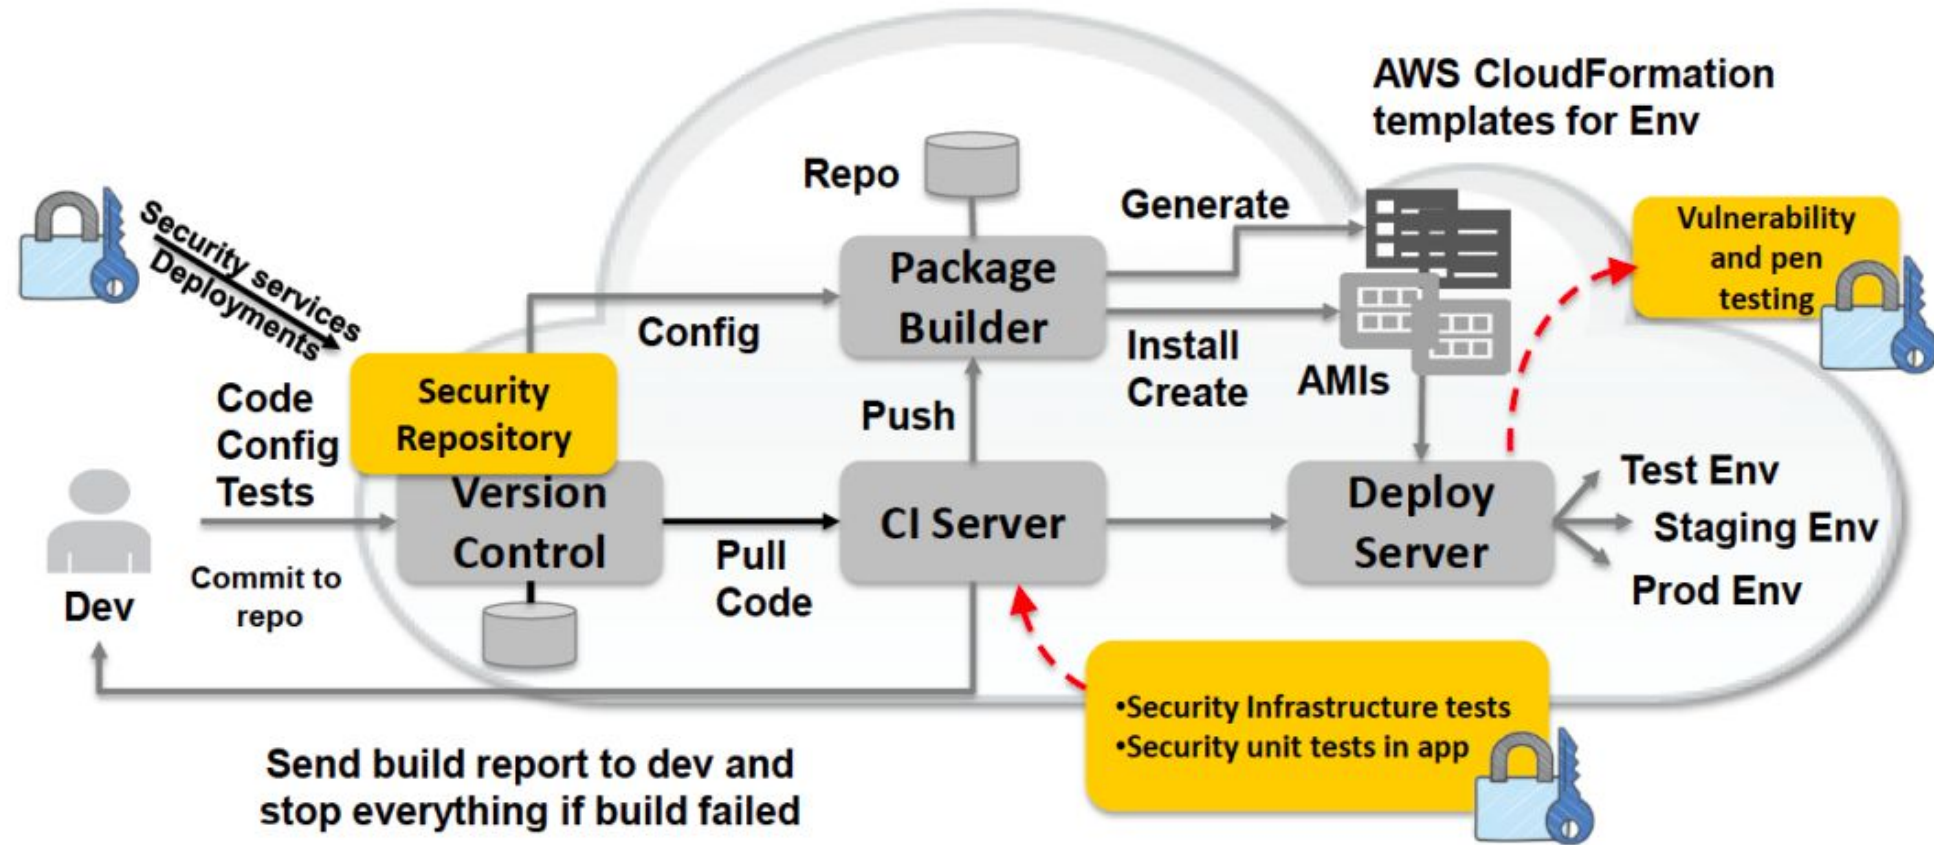 AWS CloudFormation
templates for Env
Repo
Generate
Vulnerability
and pen
testing
Security services
Deployments
Package
Builder
Config
Install
Create
AMIs
Push
Security
Repository
Code
Config
Tests
Version
Control
CI Server
Deploy
Server
Test Env
Staging Env
Prod Env
Pull
Code
Commit to
repo
Dev
•Security Infrastructure tests
•Security unit tests in app
Send build report to dev and
stop everything if build failed